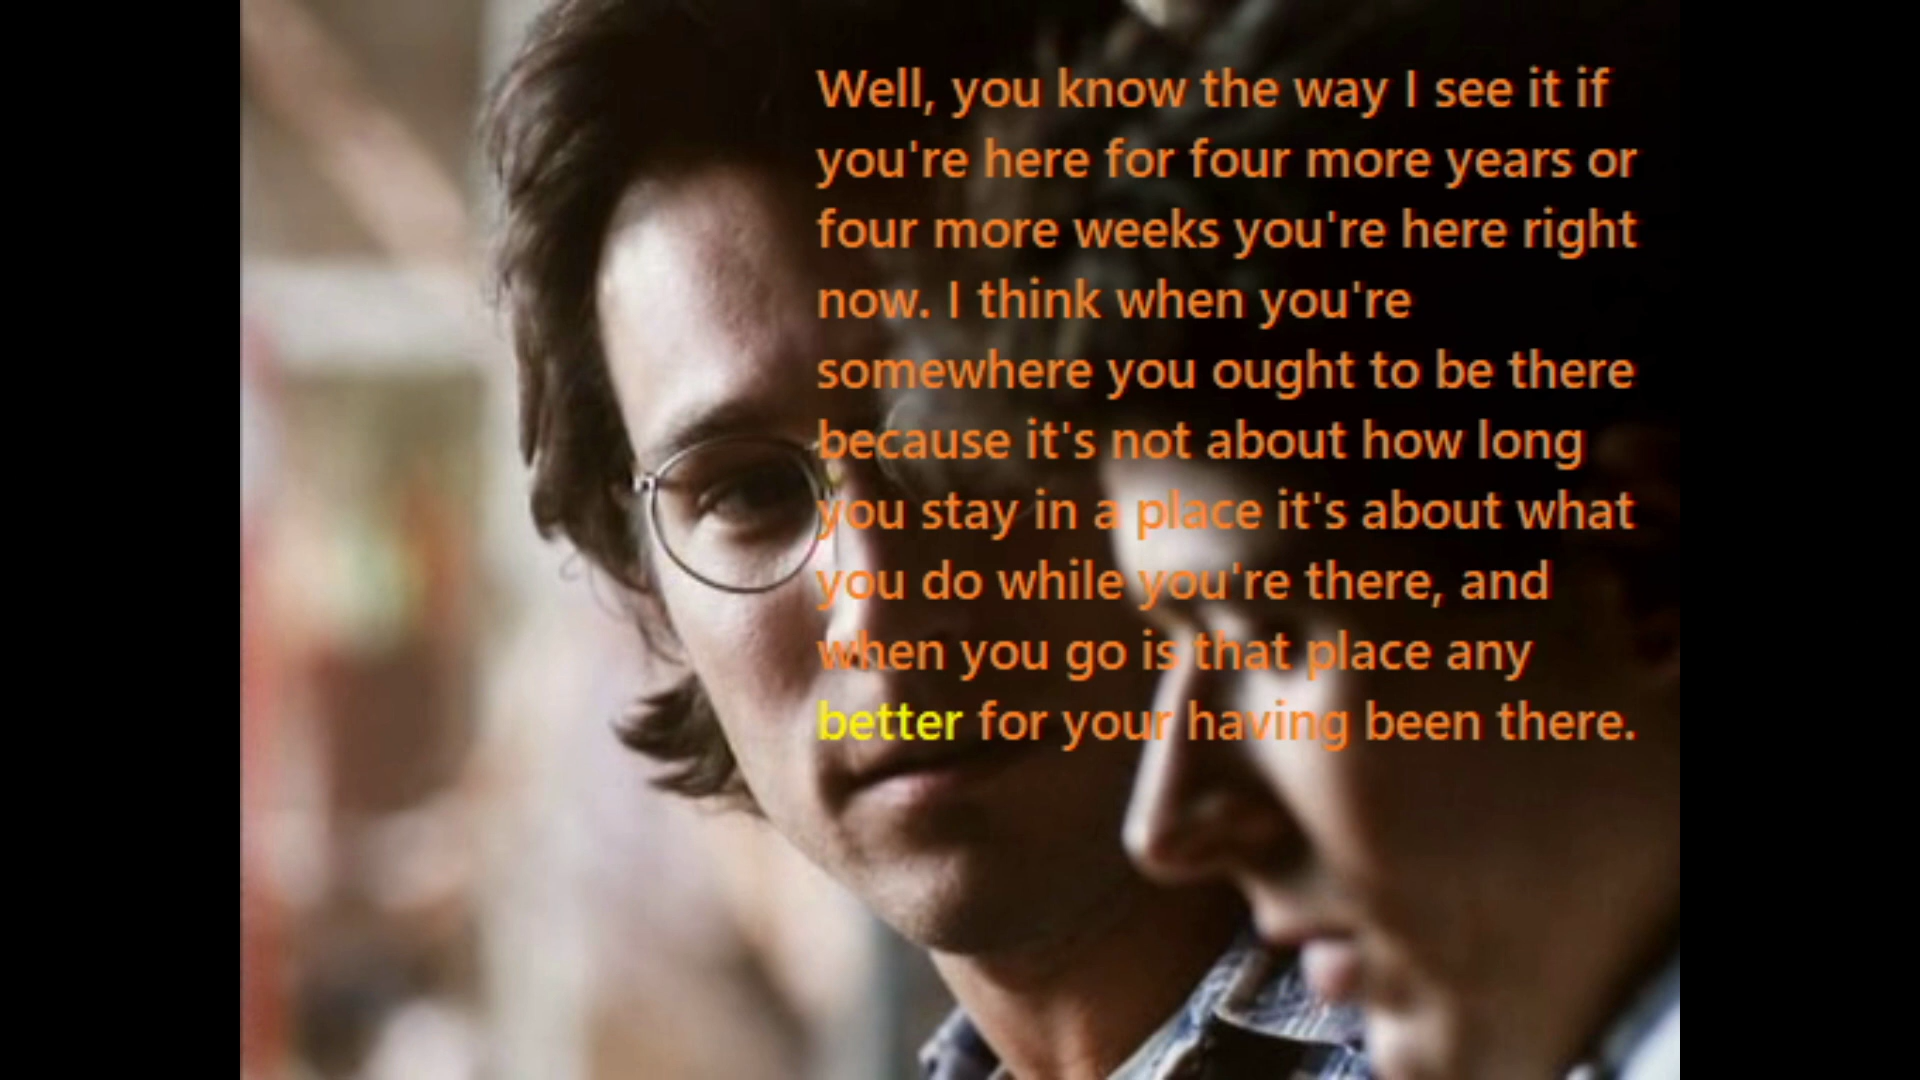 Well, you know the way I see it if
you're here for four more years or
four more weeks you're here right
now. I think when you're
somewhere you ought to be there
because it's not about how long
you stay in a place it's about what
you do while you're there, and
when you go is that place any
better for your having been there.